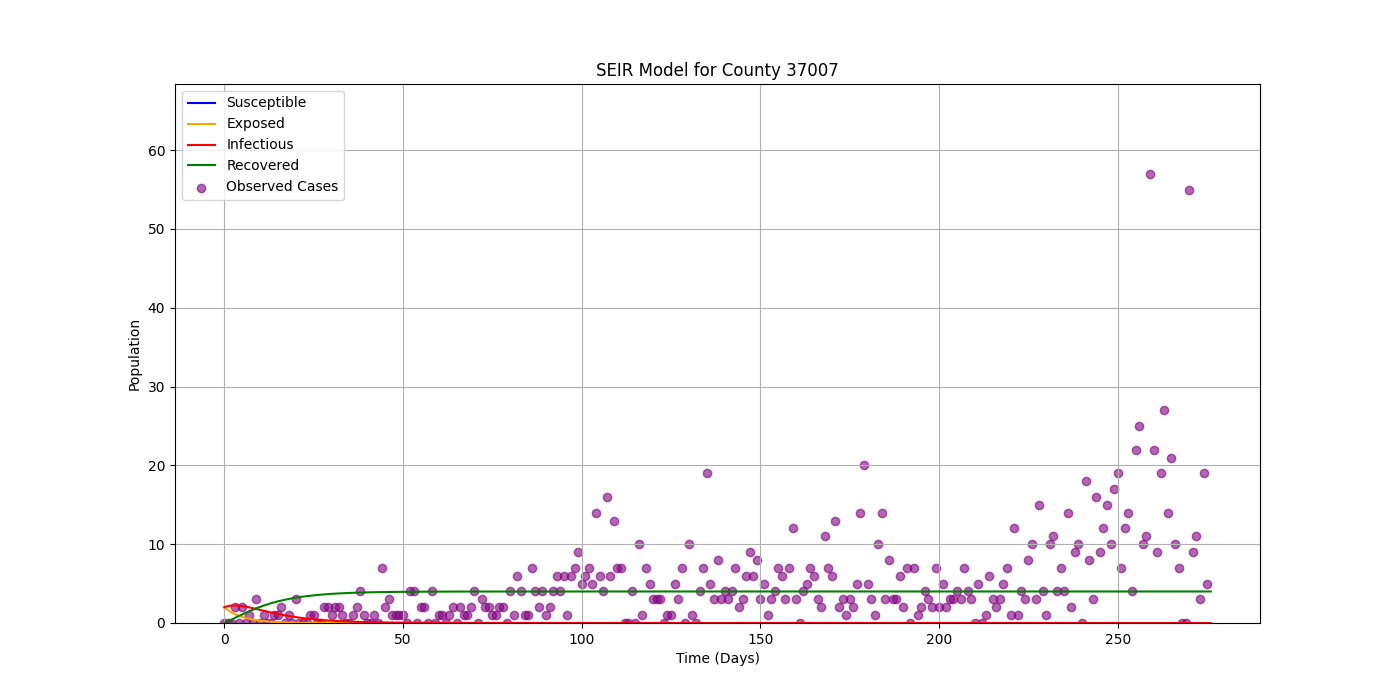 SEIR Model for County 37007
Susceptible
Exposed
Infectious
Recovered
Observed Cases
Population
60
50
40
30
20
10
0
0 50 100 150 200 250
Time (Days)